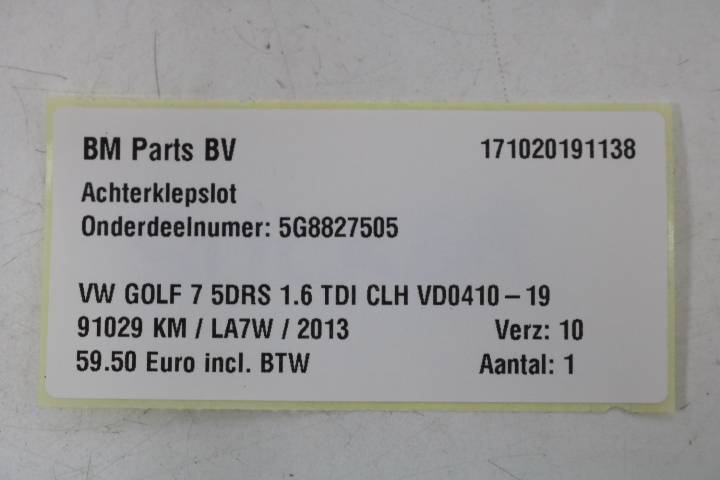 BM Parts BV 171020191138
Achterklepslot
Onderdeelnumer: 5G8827505
VW GOLF 7 5DRS 1.6 TDI CLH VD0410 – 19
91029 KM / LA7W / 2013 Verz: 10
59.50 Euro incl. BTW Aantal: 1